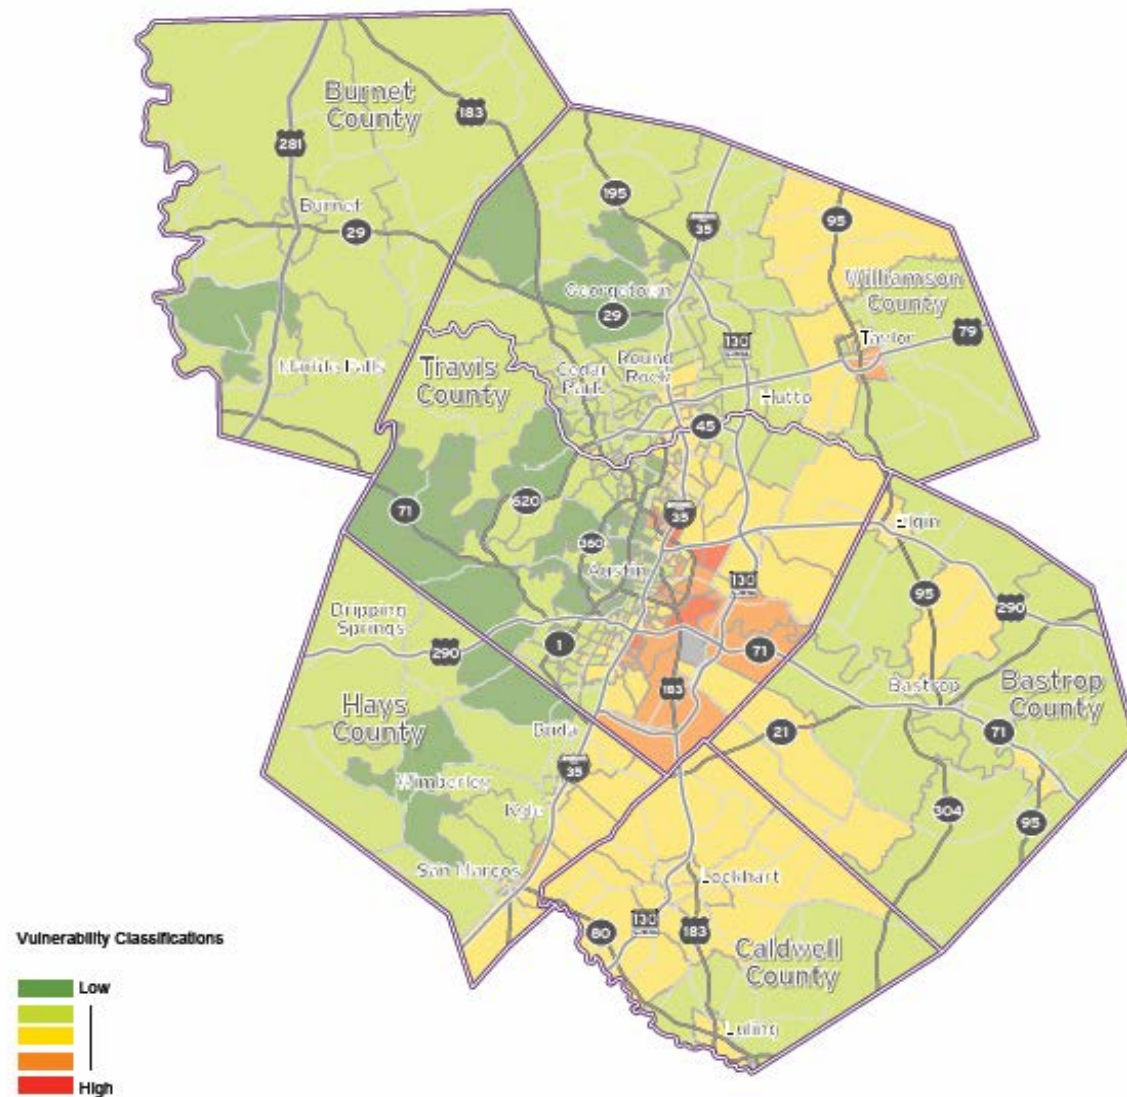 Burnet
County
183
281
195
Burnet
35
95
29
Williamson
County
Georgetown
29
130
79
Taylor
Travis
County
Round
Rock
Cedar
Park
Marble Falls
Hutto
45
620
71
35
Elgin
360
Austin
130
95
290
Dripping
Springs
290
1
71
Bastrop
Bastrop
County
183
Hays
County
Buda
21
71
35
Wimberley
Kyle
304
95
San Marcos
Lockhart
130
80
183
Caldwell
County
Luling
Vulnerability Classifications
Low
High